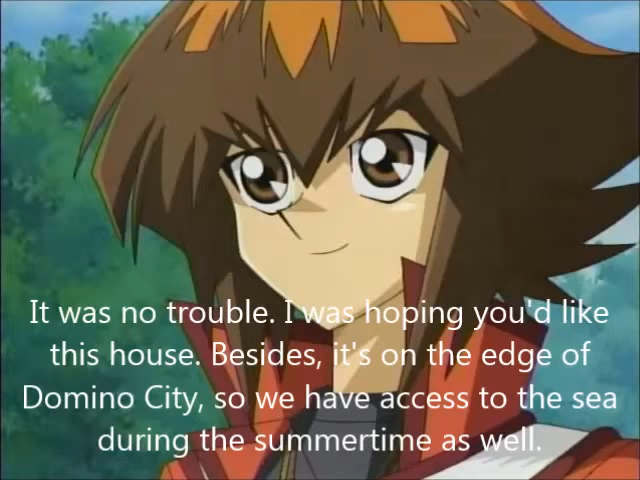 It was no trouble. I was hoping you'd like
this house. Besides, it's on the edge of
Domino City, so we have access to the sea
during the summertime as well.